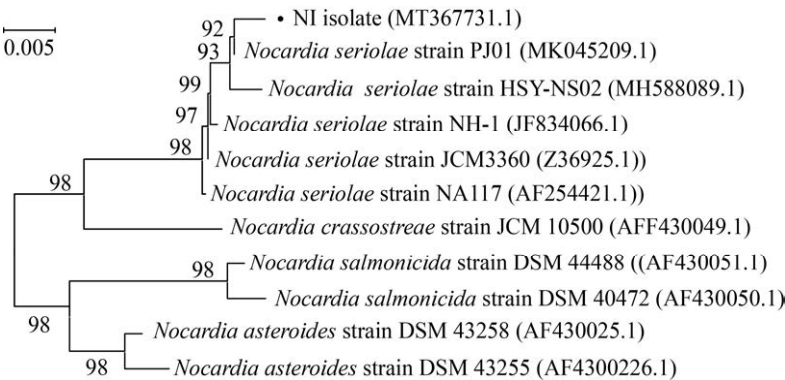 92
• NI isolate (MT367731.1)
0.005
93
Nocardia seriolae strain PJ01 (MK045209.1)
99
Nocardia seriolae strain HSY-NS02 (MH588089.1)
97
Nocardia seriolae strain NH-1 (JF834066.1)
98
Nocardia seriolae strain JCM3360 (Z36925.1))
98
Nocardia seriolae strain NA117 (AF254421.1))
Nocardia crassostreae strain JCM 10500 (AFF430049.1)
98
Nocardia salmonicida strain DSM 44488 ((AF430051.1)
Nocardia salmonicida strain DSM 40472 (AF430050.1)
98
Nocardia asteroides strain DSM 43258 (AF430025.1)
98
Nocardia asteroides strain DSM 43255 (AF4300226.1)